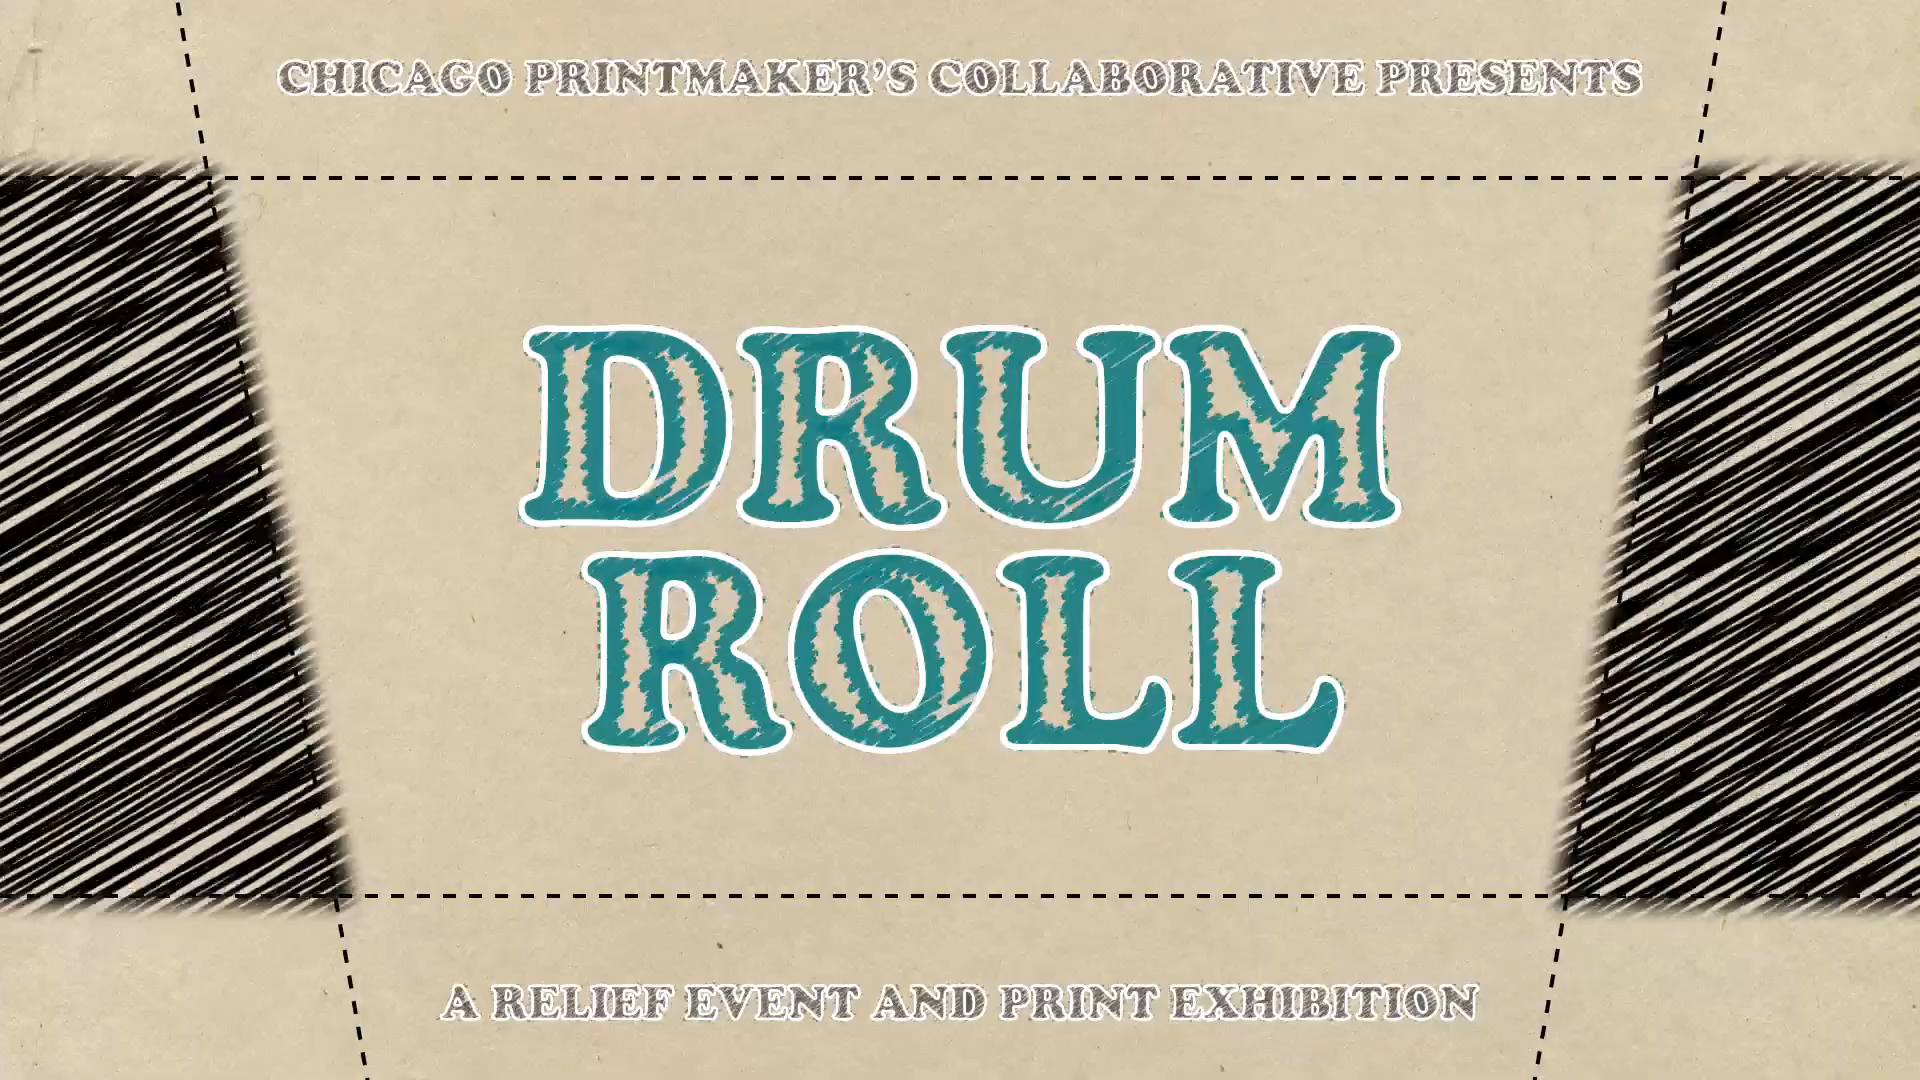 CHICAGO PRINTMAKER’S COLLABORATIVE PRESENTS
DRUM
ROLL
A RELIEF EVENT AND PRINT EXHIBITION